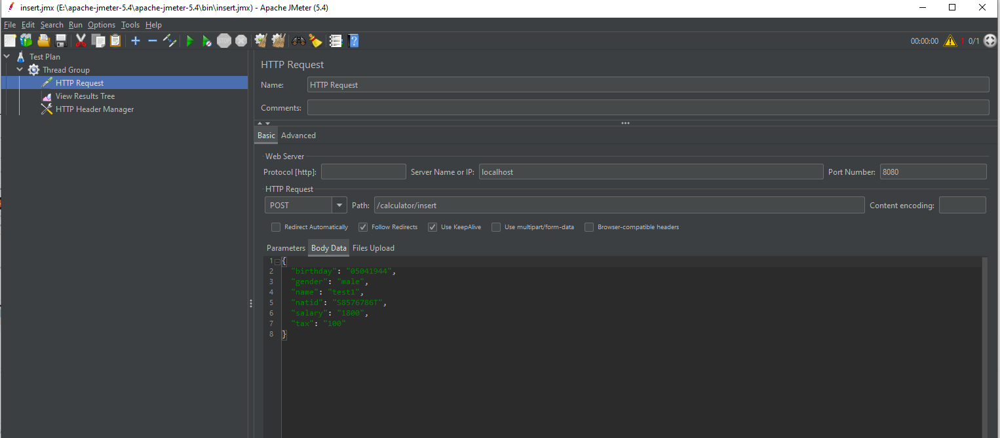 insert.jmx (E:\apache-jmeter-5.4\apache-jmeter-5.4\bin\insert.jmx) - Apache JMeter (5.4)
File Edit Search Run Options Tools Help
STOP
00:00:00 1 0/1
Test Plan
Thread Group
HTTP Request
View Results Tree
HTTP Header Manager
HTTP Request
Name: HTTP Request
Comments:
Basic Advanced
Web Server
Protocol [http]: Server Name or IP: localhost Port Number: 8080
HTTP Request
POST Path: /calculator/insert Content encoding:
Redirect Automatically Follow Redirects Use KeepAlive Use multipart/form-data Browser-compatible headers
Parameters Body Data Files Upload
1 {
2 "birthday": "05041944",
3 "gender": "male",
4 "name": "test1",
5 "natid": "S8576786T",
6 "salary": "1800",
7 "tax": "100"
8 }